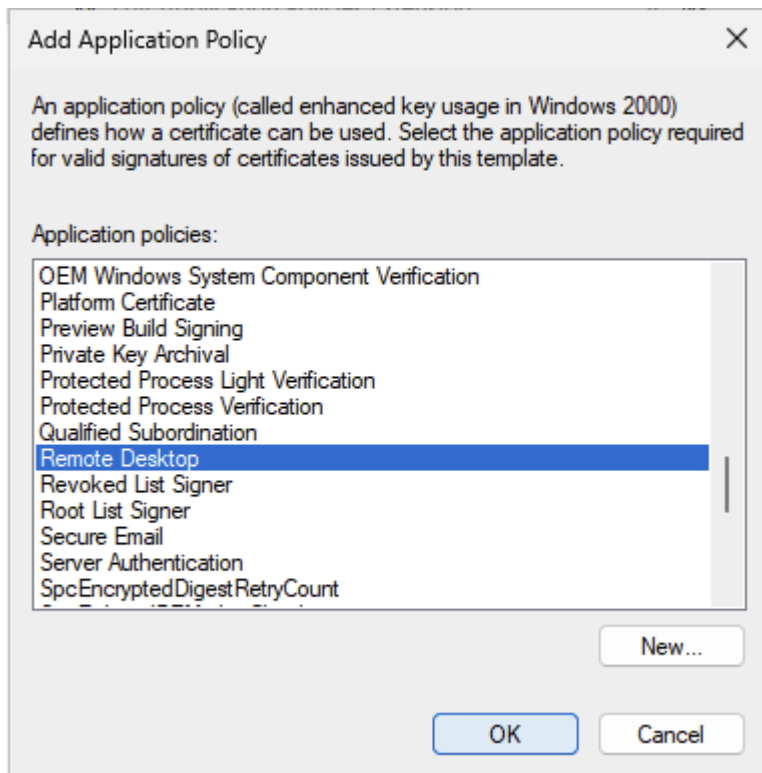 Add Application Policy
An application policy (called enhanced key usage in Windows 2000)
defines how a certificate can be used. Select the application policy required
for valid signatures of certificates issued by this template.
Application policies:
OEM Windows System Component Verification
Platform Certificate
Preview Build Signing
Private Key Archival
Protected Process Light Verification
Protected Process Verification
Qualified Subordination
Remote Desktop
Revoked List Signer
Root List Signer
Secure Email
Server Authentication
SpcEncryptedDigestRetryCount
New...
OK
Cancel